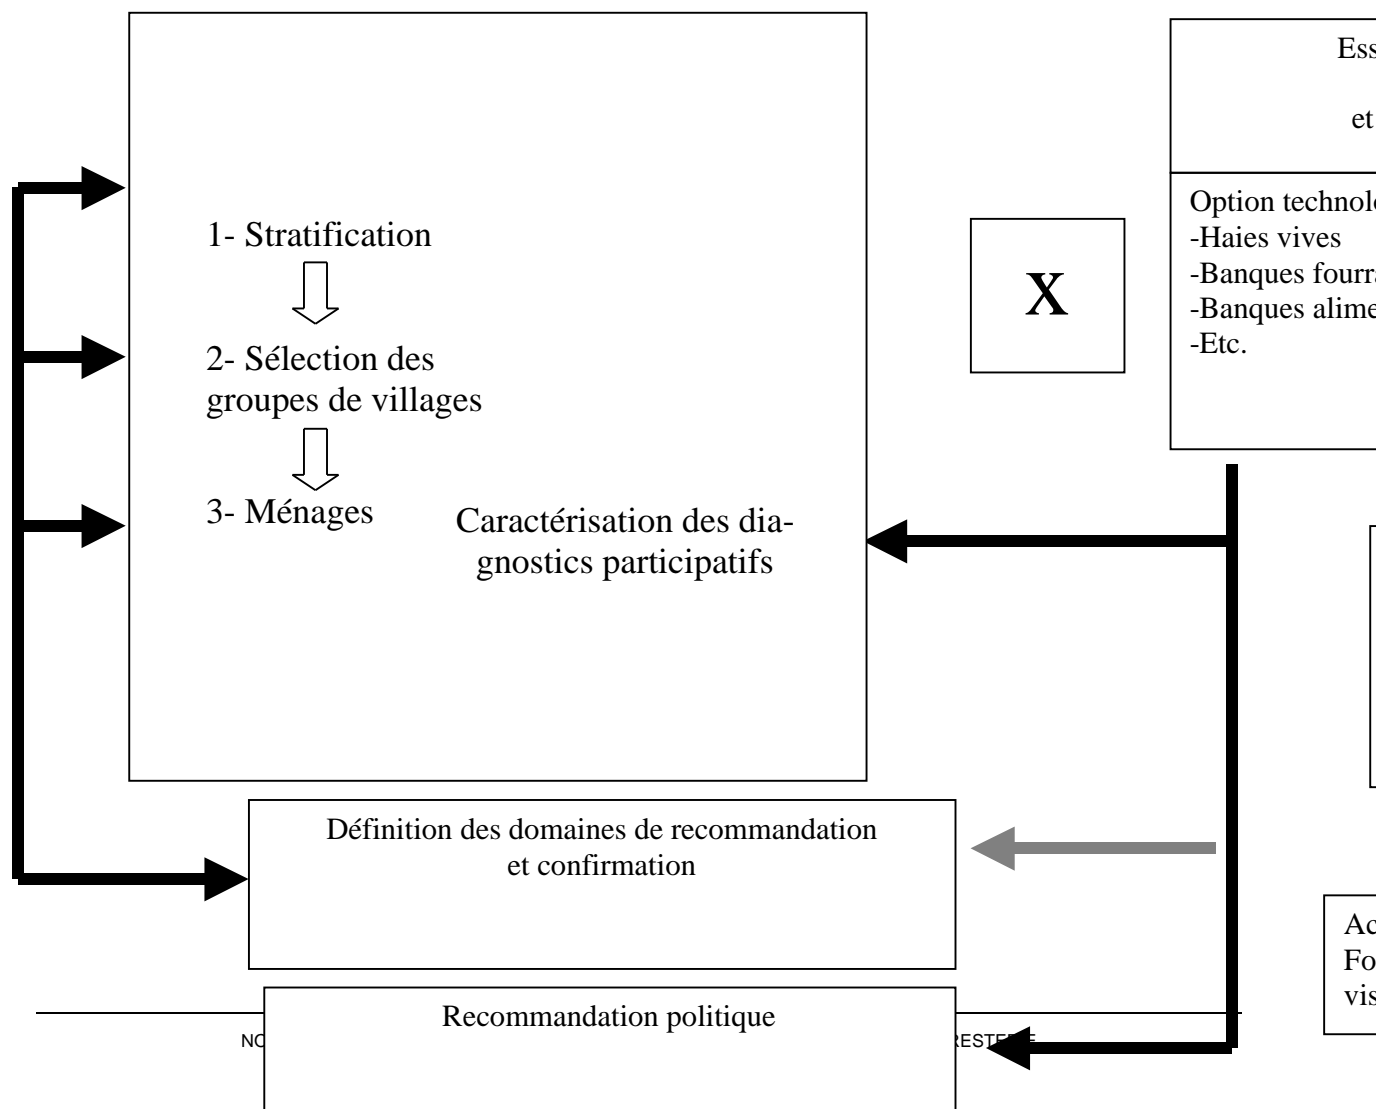 1- Stratification
2- Sélection des
groupes de villages
3- Ménages
Caractérisation des dia-
gnostics participatifs
X
Ess
et
Option technol
-Haies vives
-Banques fourr
-Banques alime
-Etc.
Définition des domaines de recommandation
et confirmation
Ac
Fo
vis
Recommandation politique
NO